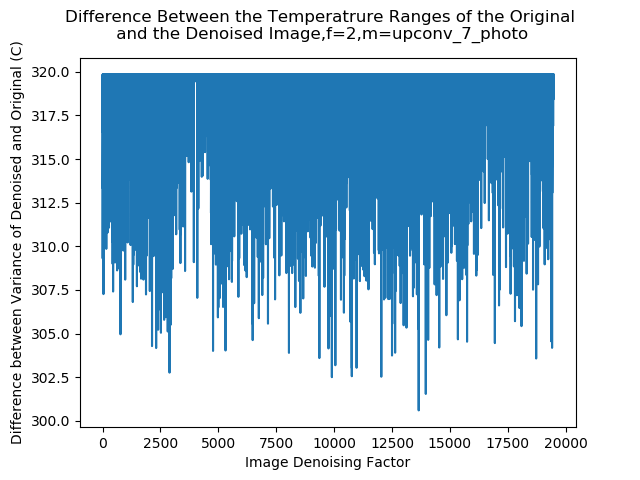 Difference Between the Temperatrure Ranges of the Original
and the Denoised Image,f=2,m=upconv_7_photo
Difference between Variance of Denoised and Original (C)
320.0
317.5
315.0
312.5
310.0
307.5
305.0
302.5
300.0
0 2500 5000 7500 10000 12500 15000 17500 20000
Image Denoising Factor